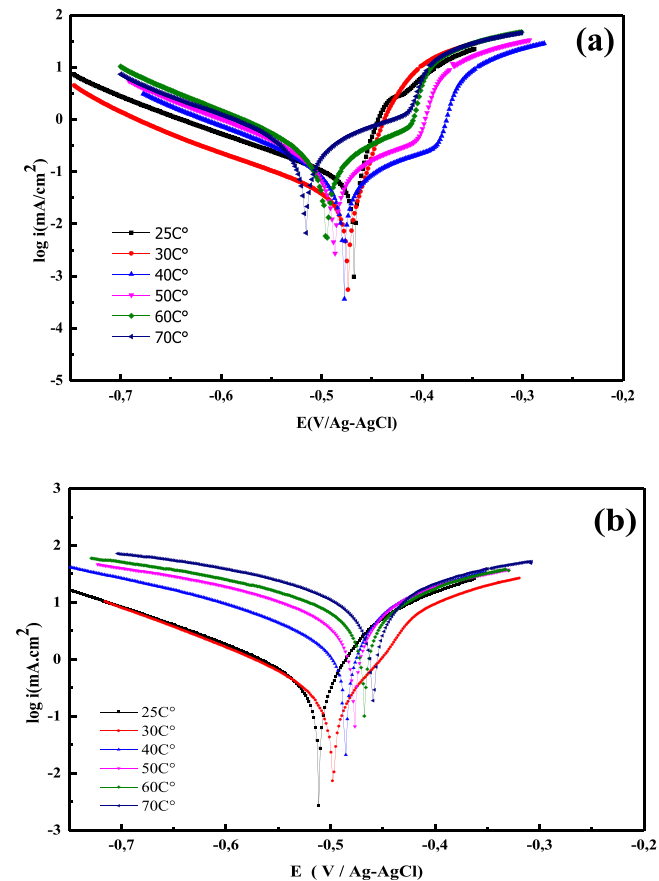 2
(a)
1
0
-1
-2
-3
-4
-5
log i(mA/cm²)
25C°
30C°
40C°
50C°
60C°
70C°
-0,7
-0,6
-0,5
-0,4
-0,3
-0,2
E(V/Ag-AgCl)
3
(b)
2
1
0
-1
-2
-3
log i(mA.cm²)
25C°
30C°
40C°
50C°
60C°
70C°
-0,7
-0,6
-0,5
-0,4
-0,3
-0,2
E ( V / Ag-AgCl)